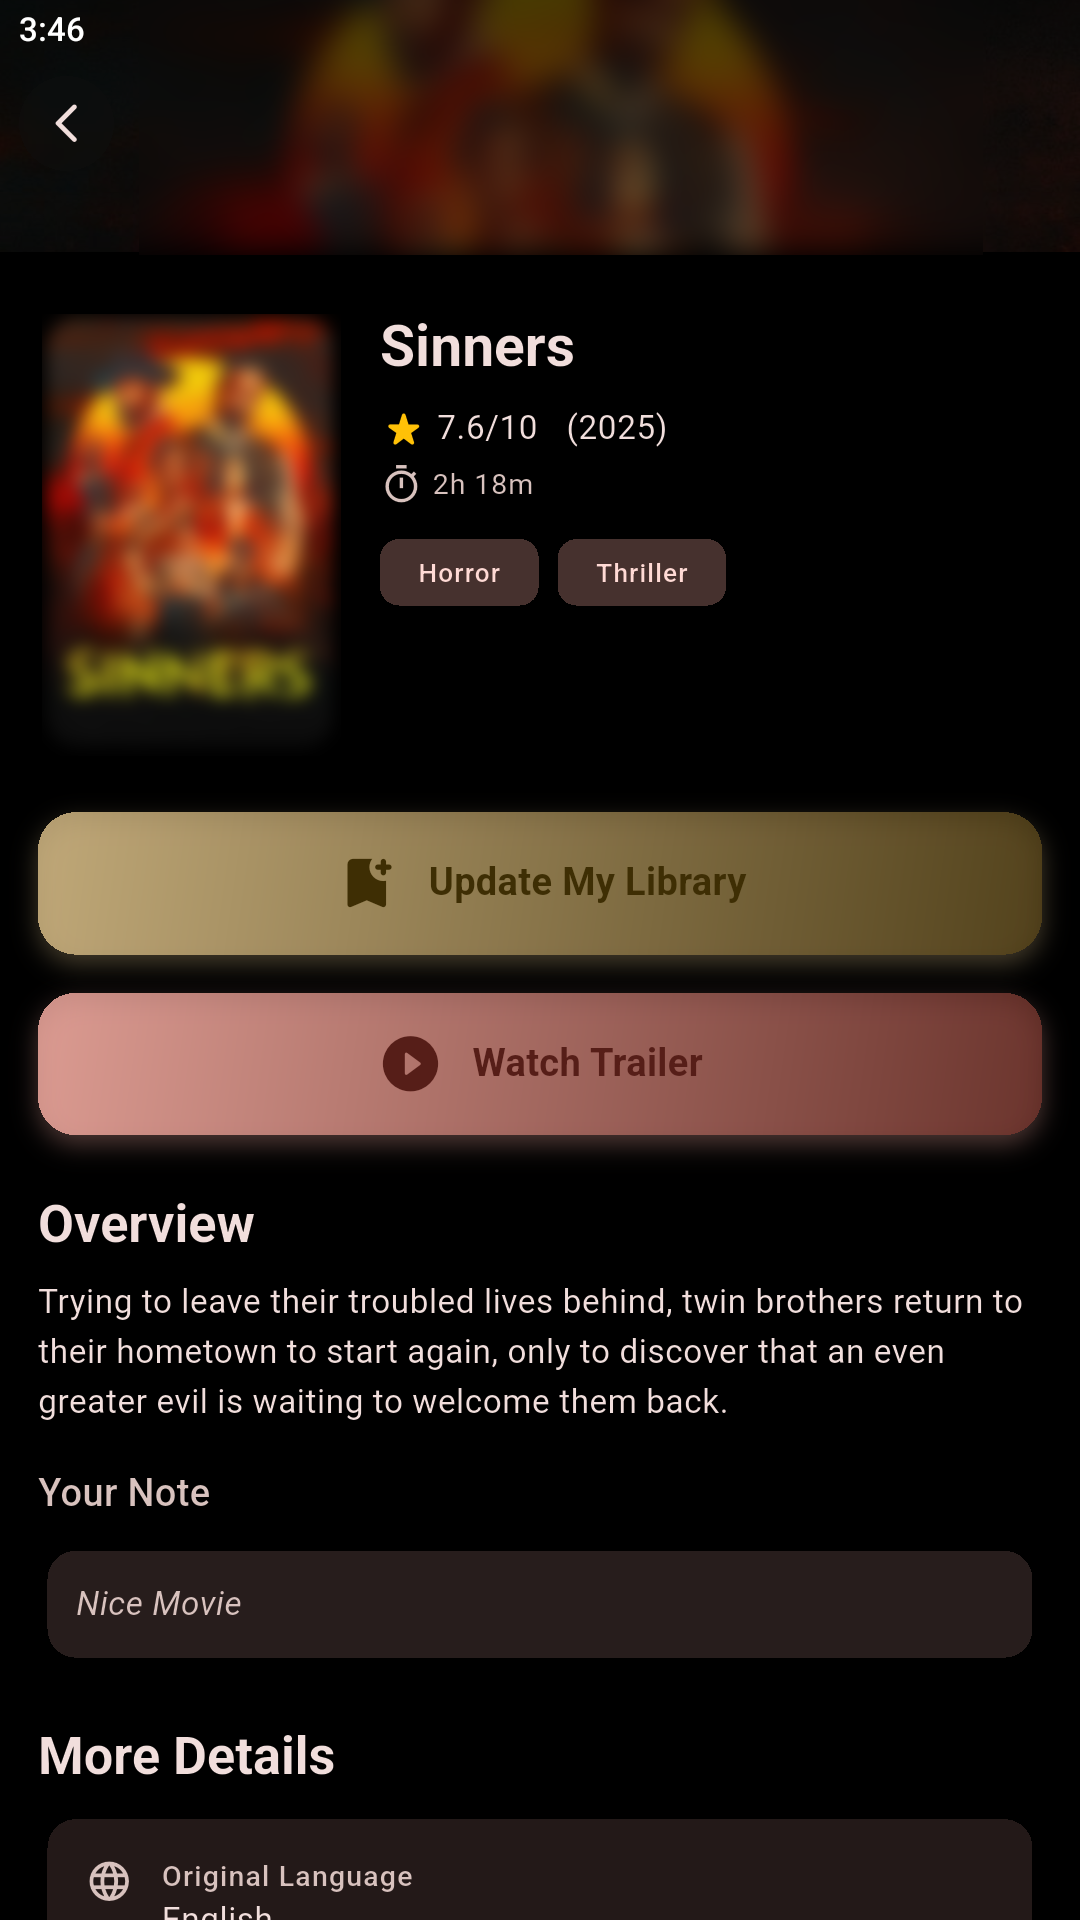 3:46
Sinners
7.6/10 (2025)
2h 18m
Horror
Thriller
SINNERS
Update My Library
Watch Trailer
Overview
Trying to leave their troubled lives behind, twin brothers return to
their hometown to start again, only to discover that an even
greater evil is waiting to welcome them back.
Your Note
Nice Movie
More Details
Original Language
English